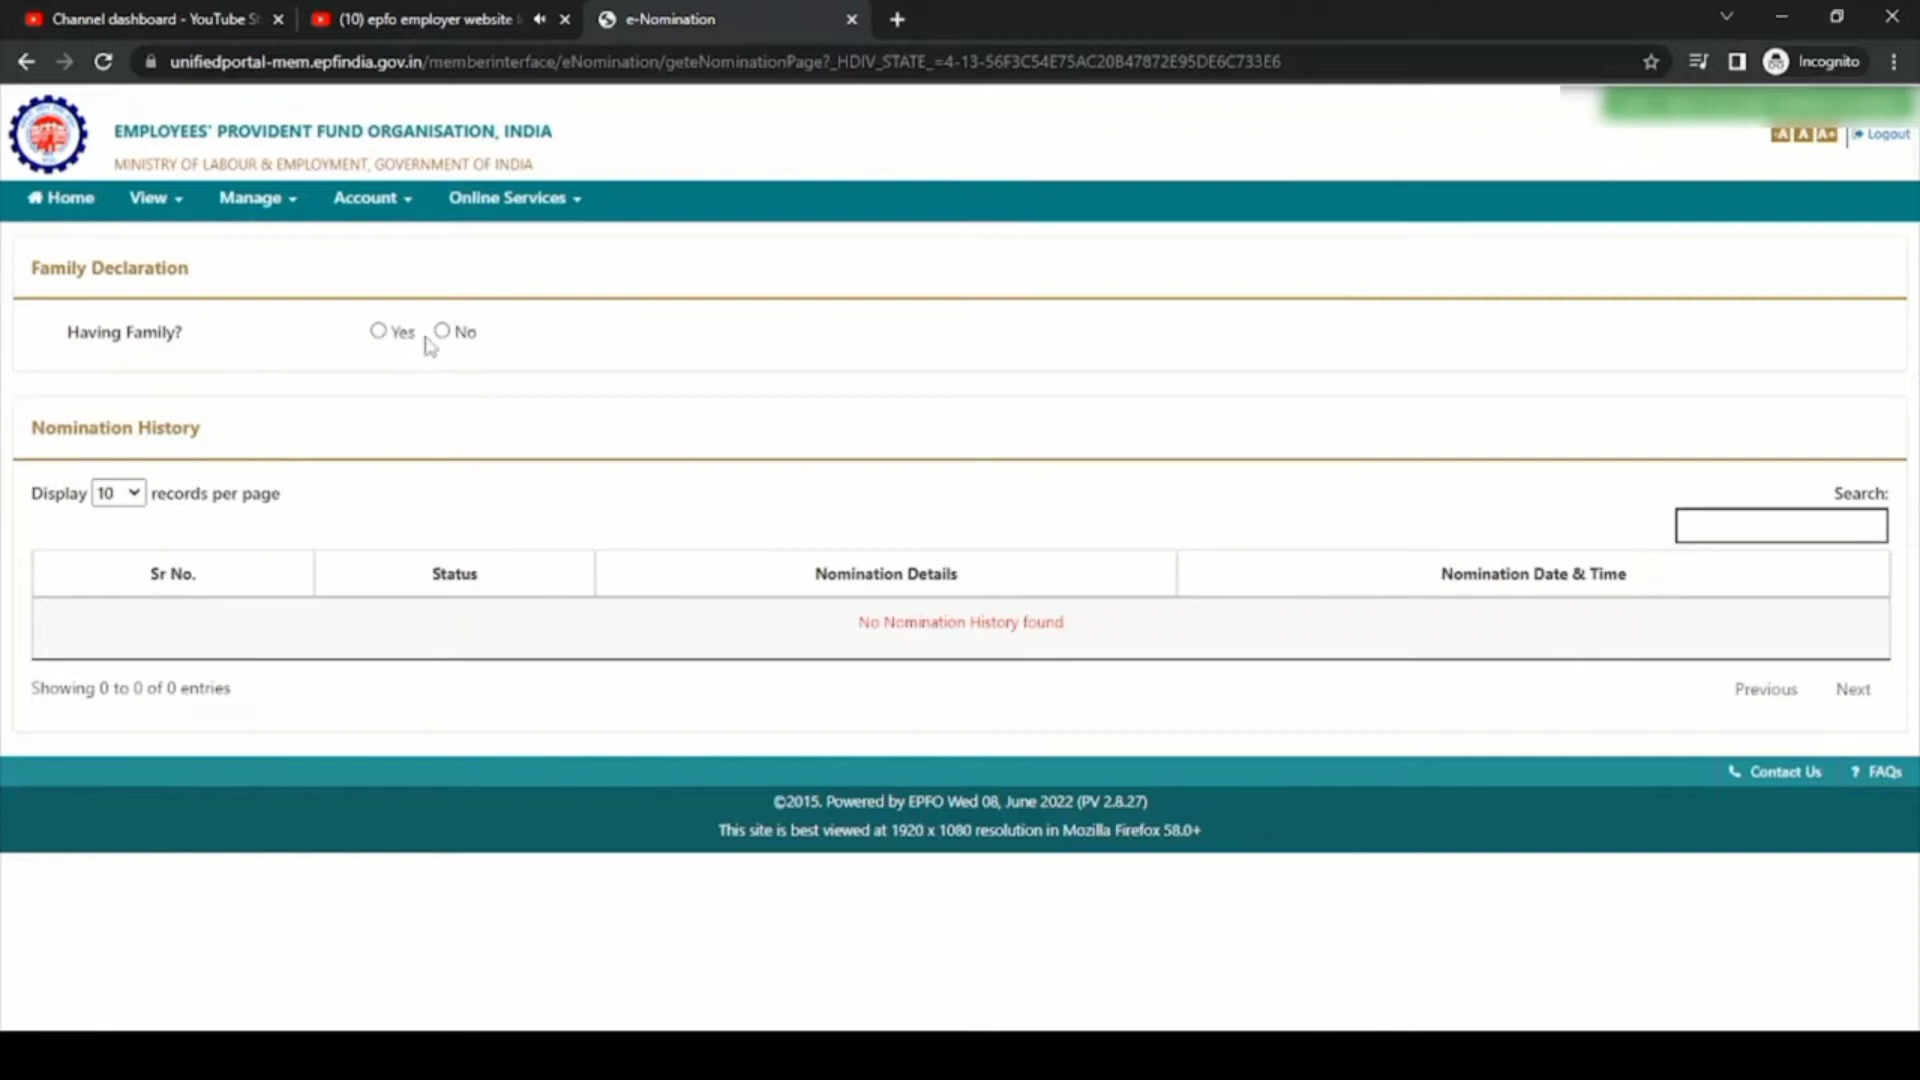 Channel dashboard - YouTube S
(10) epfo employer website
e-Nomination
unifiedportal-mem.epfindia.gov.in/memberinterface/eNomination/geteNominationPage?_HDIV_STATE_=4-13-56F3C54E75AC20B47872E95DE6C733E6
Incognito
EMPLOYEES' PROVIDENT FUND ORGANISATION, INDIA
MINISTRY OF LABOUR & EMPLOYMENT, GOVERNMENT OF INDIA
-A A A+ Logout
Home View Manage Account Online Services
Family Declaration
Having Family? Yes No
Nomination History
Display 10 records per page
Search:
Sr No. Status Nomination Details Nomination Date & Time
No Nomination History found
Showing 0 to 0 of 0 entries
Previous Next
Contact Us ? FAQs
©2015. Powered by EPFO Wed 08, June 2022 (PV 2.8.27)
This site is best viewed at 1920 x 1080 resolution in Mozilla Firefox 58.0+